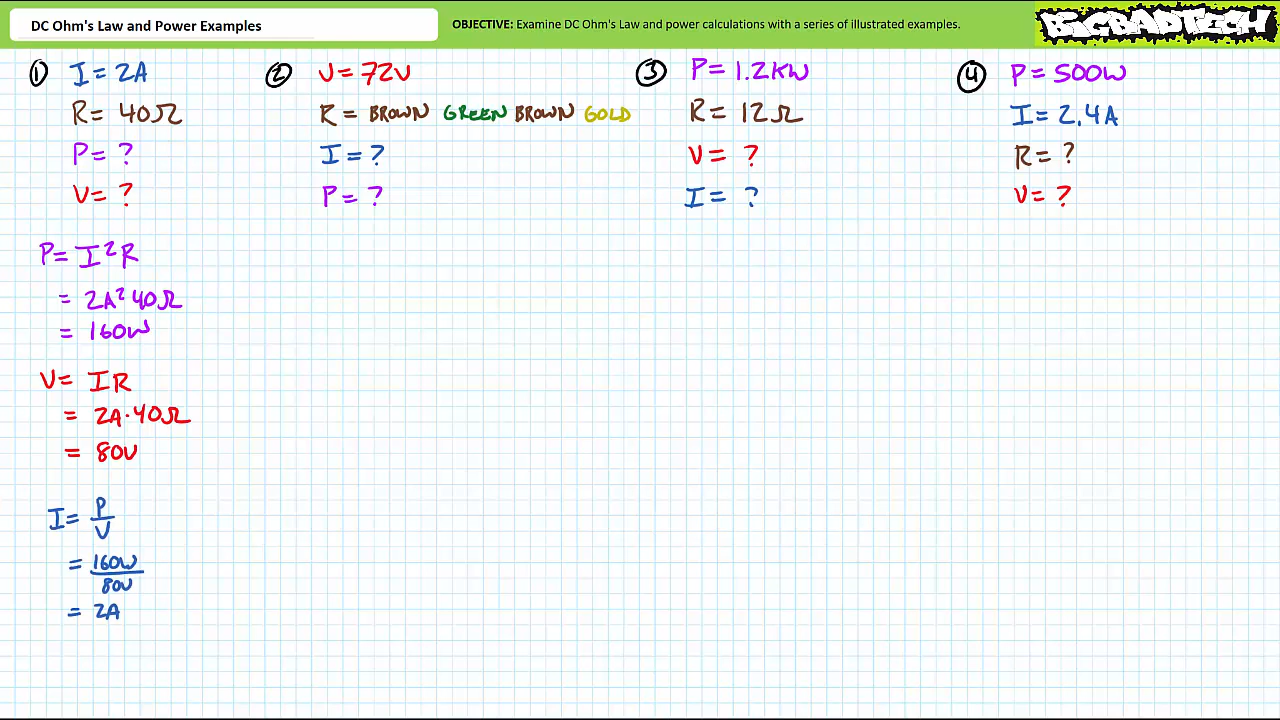 DC Ohm's Law and Power Examples
OBJECTIVE: Examine DC Ohm's Law and power calculations with a series of illustrated examples.
BIGBADTECH
① I = 2A
R = 40Ω
P = ?
V = ?
P = I²R
= 2A² 40Ω
= 160W
V = IR
= 2A·40Ω
= 80V
I = P
V
= 160W
80V
= 2A
② V = 72V
R = BROWN GREEN BROWN GOLD
I = ?
P = ?
③ P = 1.2KW
R = 12Ω
V = ?
I = ?
④ P = 500W
I = 2.4A
R = ?
V = ?